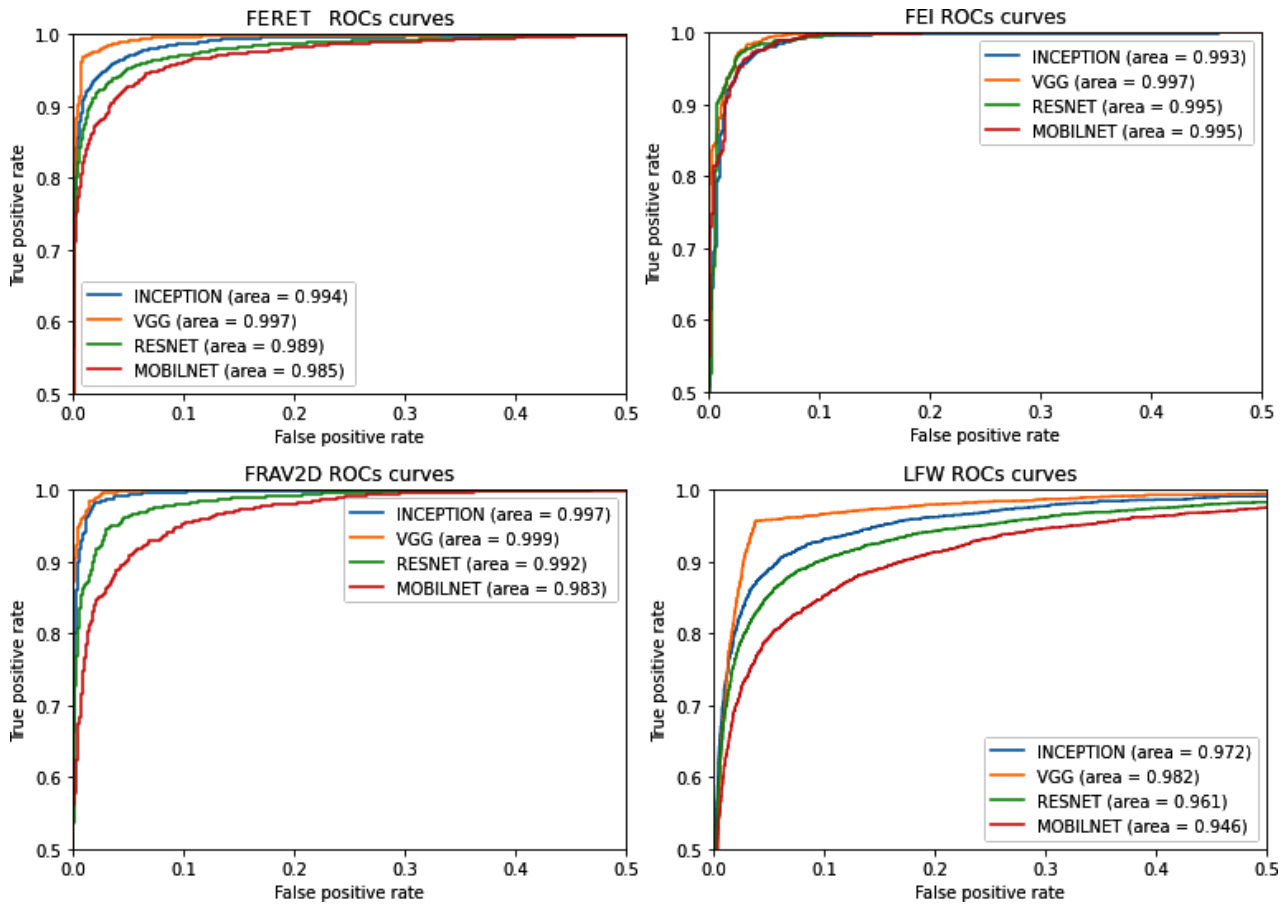 FERET ROCs curves
True positive rate
1.0
0.9
0.8
0.7
0.6
0.5
INCEPTION (area = 0.994)
VGG (area = 0.997)
RESNET (area = 0.989)
MOBILNET (area = 0.985)
0.0 0.1 0.2 0.3 0.4 0.5
False positive rate
FEI ROCs curves
True positive rate
1.0
0.9
0.8
0.7
0.6
0.5
INCEPTION (area = 0.993)
VGG (area = 0.997)
RESNET (area = 0.995)
MOBILNET (area = 0.995)
0.0 0.1 0.2 0.3 0.4 0.5
False positive rate
FRAV2D ROCs curves
True positive rate
1.0
0.9
0.8
0.7
0.6
0.5
INCEPTION (area = 0.997)
VGG (area = 0.999)
RESNET (area = 0.992)
MOBILNET (area = 0.983)
0.0 0.1 0.2 0.3 0.4 0.5
False positive rate
LFW ROCs curves
True positive rate
1.0
0.9
0.8
0.7
0.6
0.5
INCEPTION (area = 0.972)
VGG (area = 0.982)
RESNET (area = 0.961)
MOBILNET (area = 0.946)
0.0 0.1 0.2 0.3 0.4 0.5
False positive rate